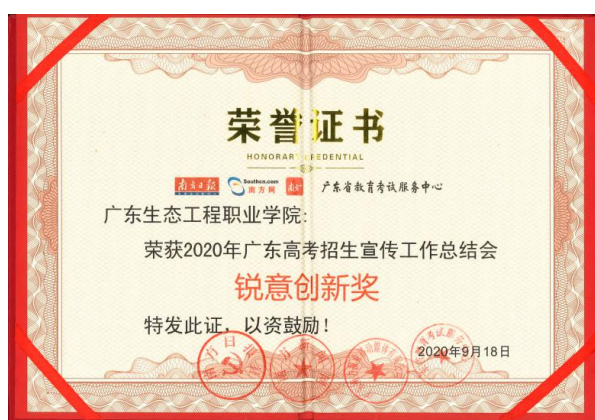 荣誉证书
HONORARY CREDENTIAL
南方日报 Southcn.com 南方网 南方+ 广东省教育考试服务中心
广东生态工程职业学院:
荣获2020年广东高考招生宣传工作总结会
锐意创新奖
特发此证,以资鼓励!
2020年9月18日